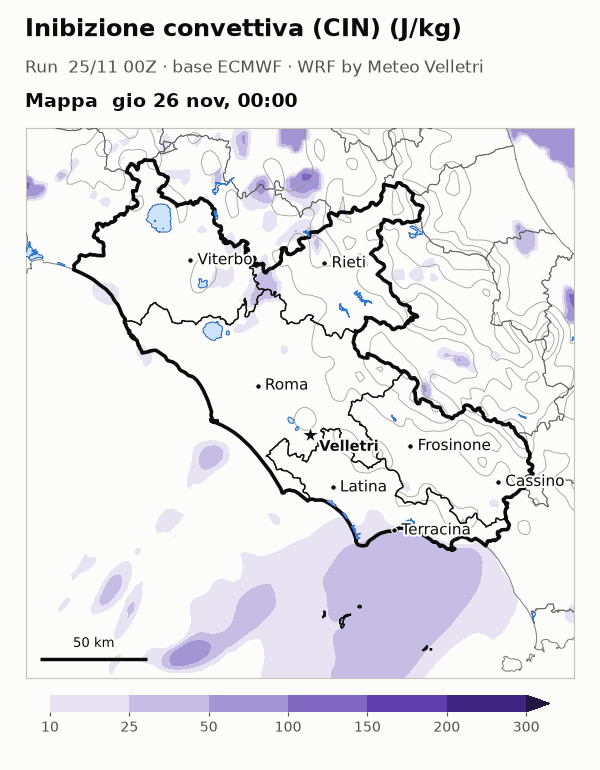 Inibizione convettiva (CIN) (J/kg)
Run  25/11 00Z · base ECMWF · WRF by Meteo Velletri
Mappa  gio 26 nov, 00:00
Viterbo
Rieti
Roma
Velletri
Frosinone
Cassino
Latina
Terracina
50 km
10 25 50 100 150 200 300